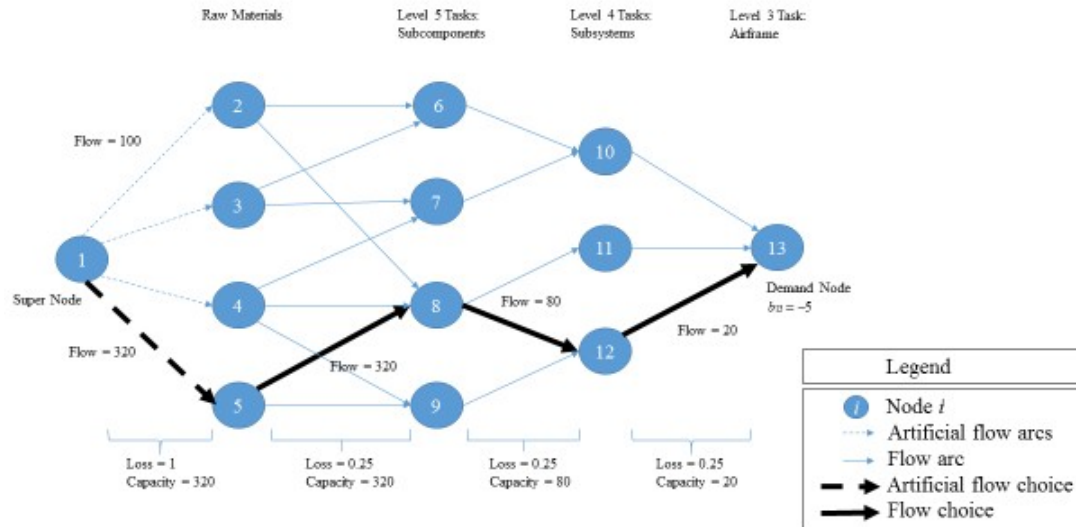 Raw Materials
Level 5 Tasks:
Subcomponents
Level 4 Tasks:
Subsystems
Level 3 Task:
Airframe
2
6
Flow = 100
10
3
7
1
11
13
Super Node
4
8
Flow = 80
Demand Node
bu = –5
Flow = 320
Flow = 320
12
Flow = 20
5
9
Loss = 1
Capacity = 320
Loss = 0.25
Capacity = 320
Loss = 0.25
Capacity = 80
Loss = 0.25
Capacity = 20
Legend
i Node i
Artificial flow arcs
Flow arc
Artificial flow choice
Flow choice